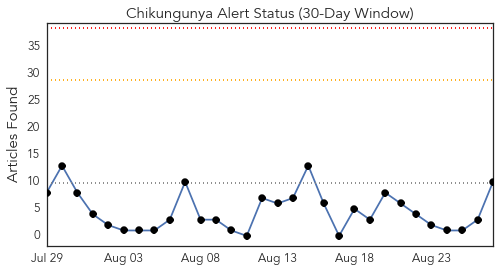 Chikungunya Alert Status (30-Day Window)
Articles Found
35
30
25
20
15
10
5
0
Jul 29
Aug 03
Aug 08
Aug 13
Aug 18
Aug 23